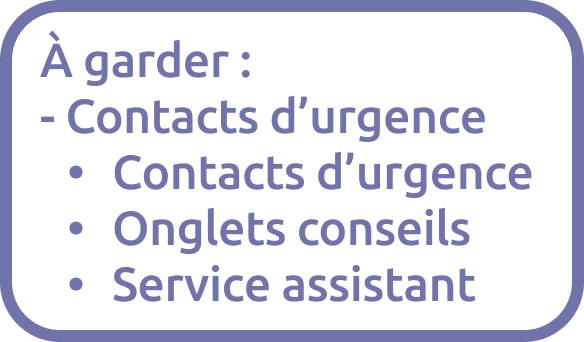 À garder :
- Contacts d’urgence
• Contacts d’urgence
• Onglets conseils
• Service assistant